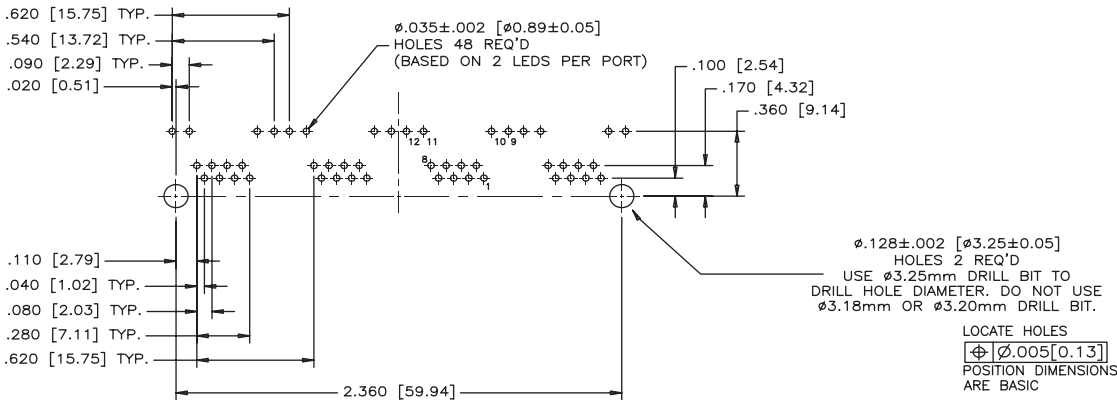 .620 [15.75] TYP.
.540 [13.72] TYP.
.090 [2.29] TYP.
.020 [0.51]
ø.035±.002 [ø0.89±0.05]
HOLES 48 REQ'D
(BASED ON 2 LEDS PER PORT)
.100 [2.54]
.170 [4.32]
.360 [9.14]
12 11
10 9
8
1
.110 [2.79]
.040 [1.02] TYP.
.080 [2.03] TYP.
.280 [7.11] TYP.
.620 [15.75] TYP.
2.360 [59.94]
ø.128±.002 [ø3.25±0.05]
HOLES 2 REQ'D
USE ø3.25mm DRILL BIT TO
DRILL HOLE DIAMETER. DO NOT USE
ø3.18mm OR ø3.20mm DRILL BIT.
LOCATE HOLES
⌖ Ø.005[0.13]
POSITION DIMENSIONS
ARE BASIC